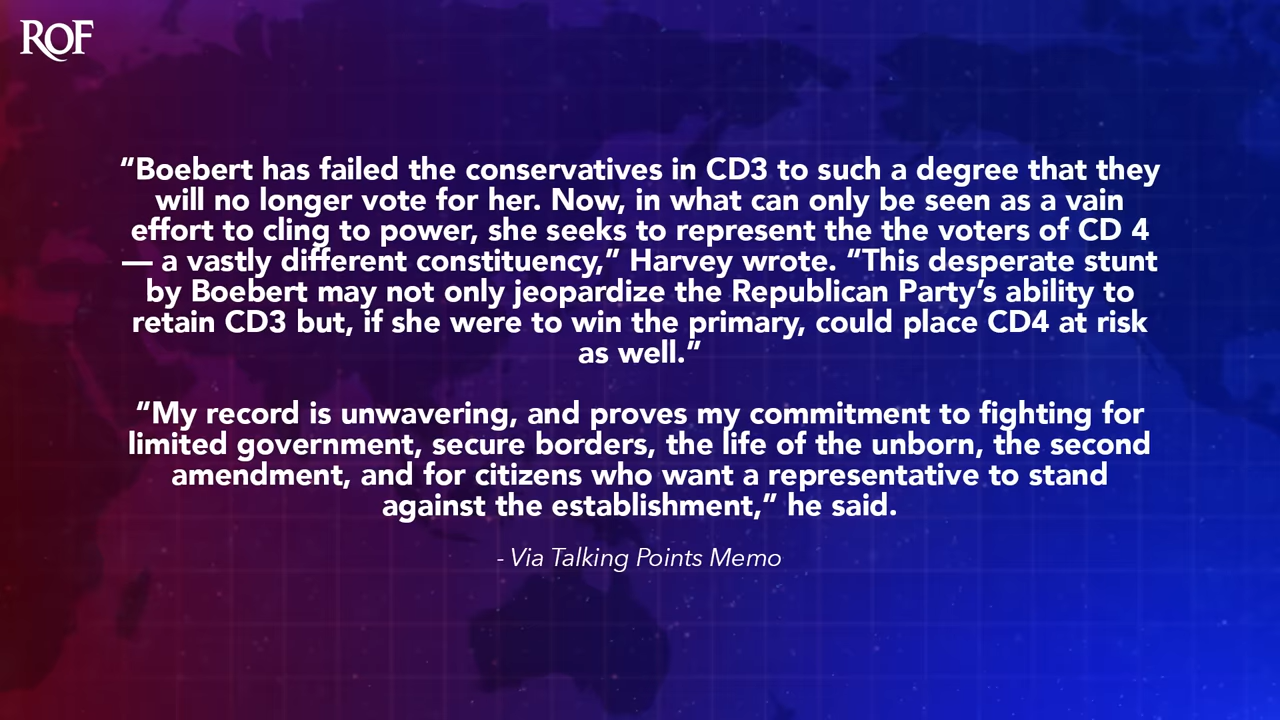 ROF
“Boebert has failed the conservatives in CD3 to such a degree that they
will no longer vote for her. Now, in what can only be seen as a vain
effort to cling to power, she seeks to represent the the voters of CD 4
— a vastly different constituency,” Harvey wrote. “This desperate stunt
by Boebert may not only jeopardize the Republican Party’s ability to
retain CD3 but, if she were to win the primary, could place CD4 at risk
as well.”
“My record is unwavering, and proves my commitment to fighting for
limited government, secure borders, the life of the unborn, the second
amendment, and for citizens who want a representative to stand
against the establishment,” he said.
- Via Talking Points Memo